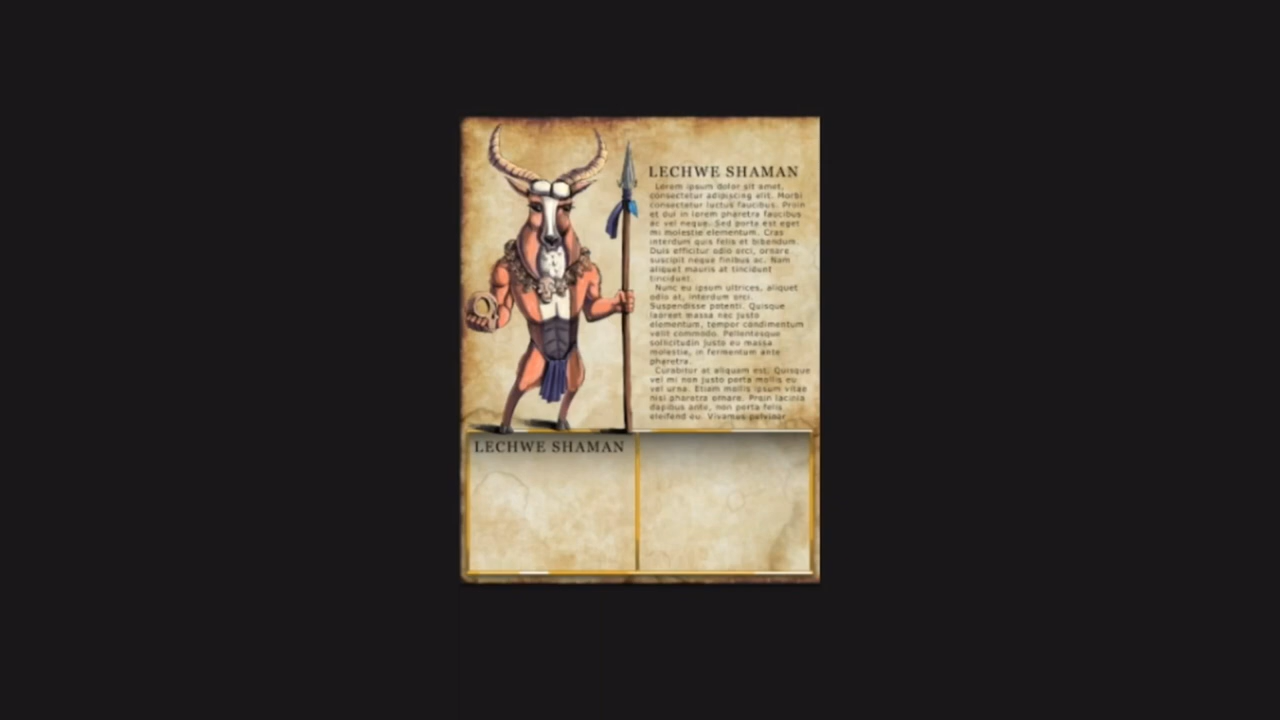 LECHWE SHAMAN
Lorem ipsum dolor sit amet,
consectetur adipiscing elit. Morbi
consectetur luctus faucibus. Proin
et dui in lorem pharetra faucibus
ac vel neque. Sed porta est eget
mi molestie elementum. Cras
interdum quis felis et bibendum.
Duis efficitur odio orci, ornare
suscipit neque finibus ac. Nam
aliquet mauris at tincidunt
tincidunt.
Nunc eu ipsum ultrices, aliquet
odio at, interdum orci.
Suspendisse potenti. Quisque
laoreet massa nec justo
elementum, tempor condimentum
velit commodo. Pellentesque
sollicitudin justo eu massa
molestie, in fermentum ante
pharetra.
Curabitur at aliquam est. Quisque
vel mi non justo porta mollis eu
vel urna. Etiam mollis ipsum vitae
nisi pharetra ornare. Proin lacinia
dapibus ante, non porta felis
eleifend eu. Vivamus pulvinar
LECHWE SHAMAN